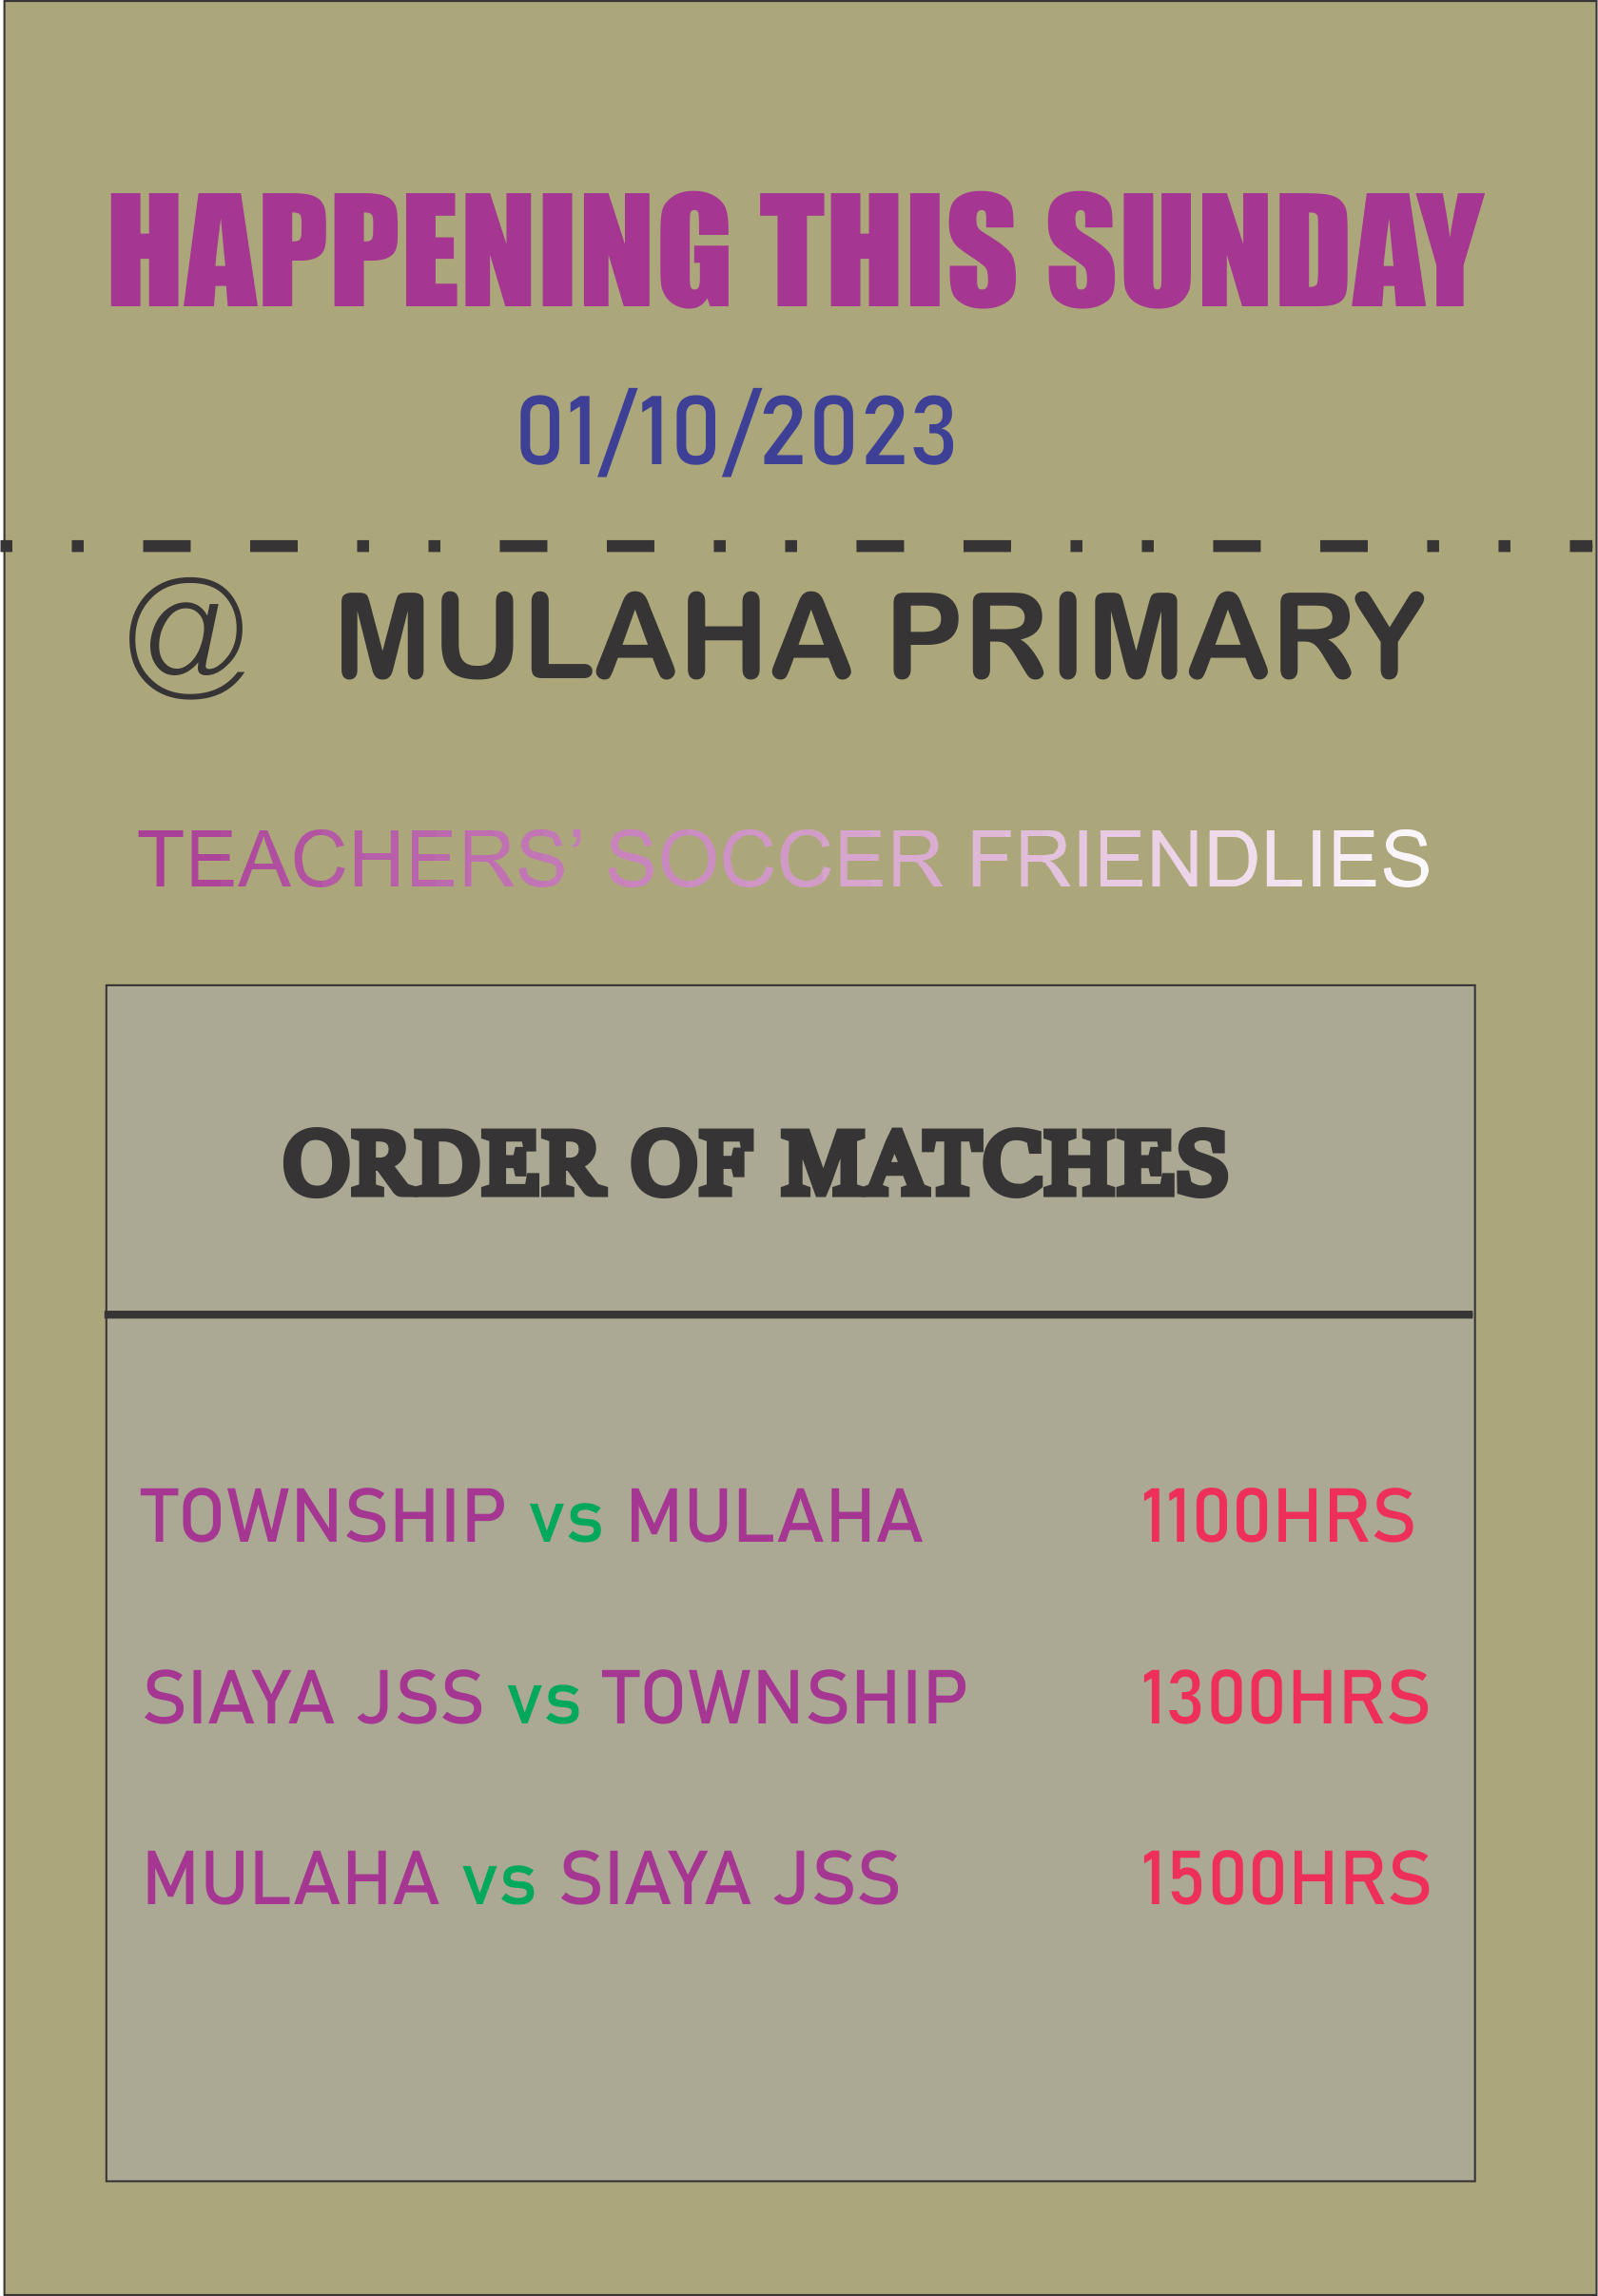 HAPPENING THIS SUNDAY
01/10/2023
@ MULAHA PRIMARY
TEACHERS’ SOCCER FRIENDLIES
ORDER OF MATCHES
TOWNSHIP vs MULAHA 1100HRS
SIAYA JSS vs TOWNSHIP 1300HRS
MULAHA vs SIAYA JSS 1500HRS